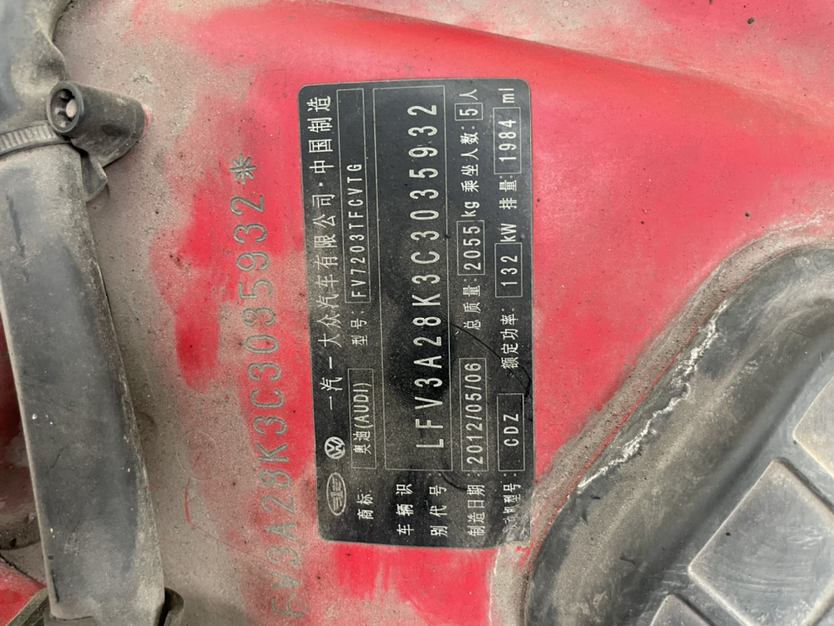 FV3A28K3C3035932*
一汽一大众汽车有限公司·中国制造
商标: 奥迪(AUDI) 型号: FV7203TFCVTG
车辆识别代号 LFV3A28K3C3035932
制造日期: 2012/05/06 总质量: 2055 kg 乘坐人数: 5 人
机型号: CDZ 额定功率: 132 kW 排量: 1984 ml